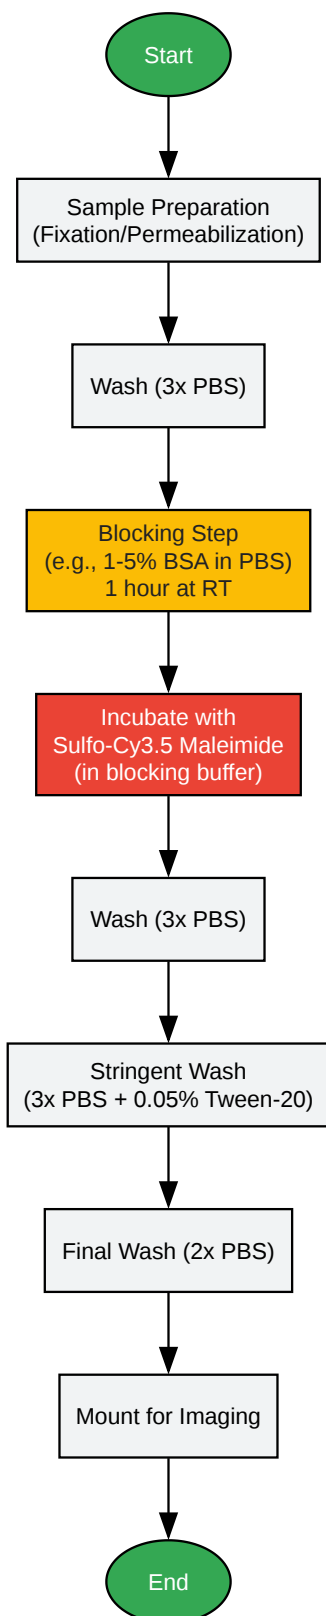 Start
Sample Preparation
(Fixation/Permeabilization)
Wash (3x PBS)
Blocking Step
(e.g., 1-5% BSA in PBS)
1 hour at RT
Incubate with
Sulfo-Cy3.5 Maleimide
(in blocking buffer)
Wash (3x PBS)
Stringent Wash
(3x PBS + 0.05% Tween-20)
Final Wash (2x PBS)
Mount for Imaging
End